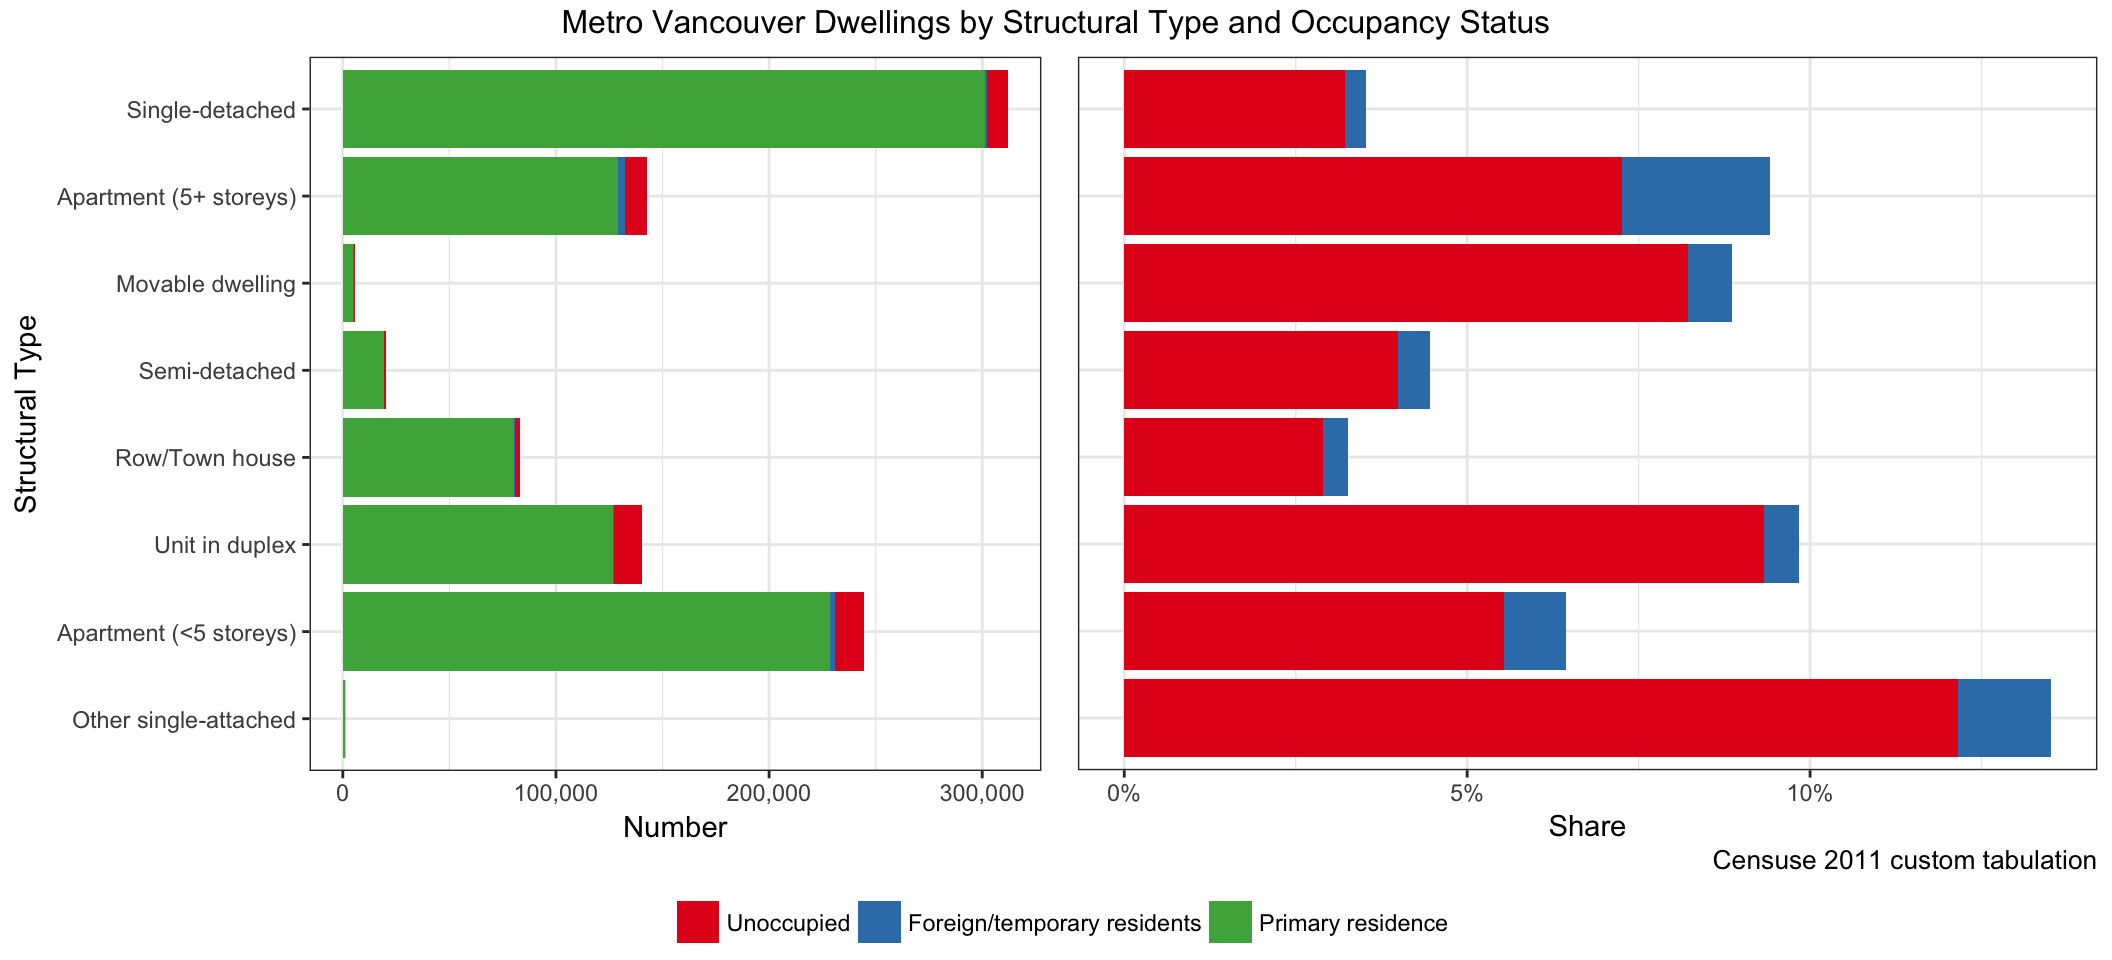 Metro Vancouver Dwellings by Structural Type and Occupancy Status
Structural Type
Single-detached
Apartment (5+ storeys)
Movable dwelling
Semi-detached
Row/Town house
Unit in duplex
Apartment (<5 storeys)
Other single-attached
0 100,000 200,000 300,000
Number
0% 5% 10%
Share
Censuse 2011 custom tabulation
Unoccupied Foreign/temporary residents Primary residence